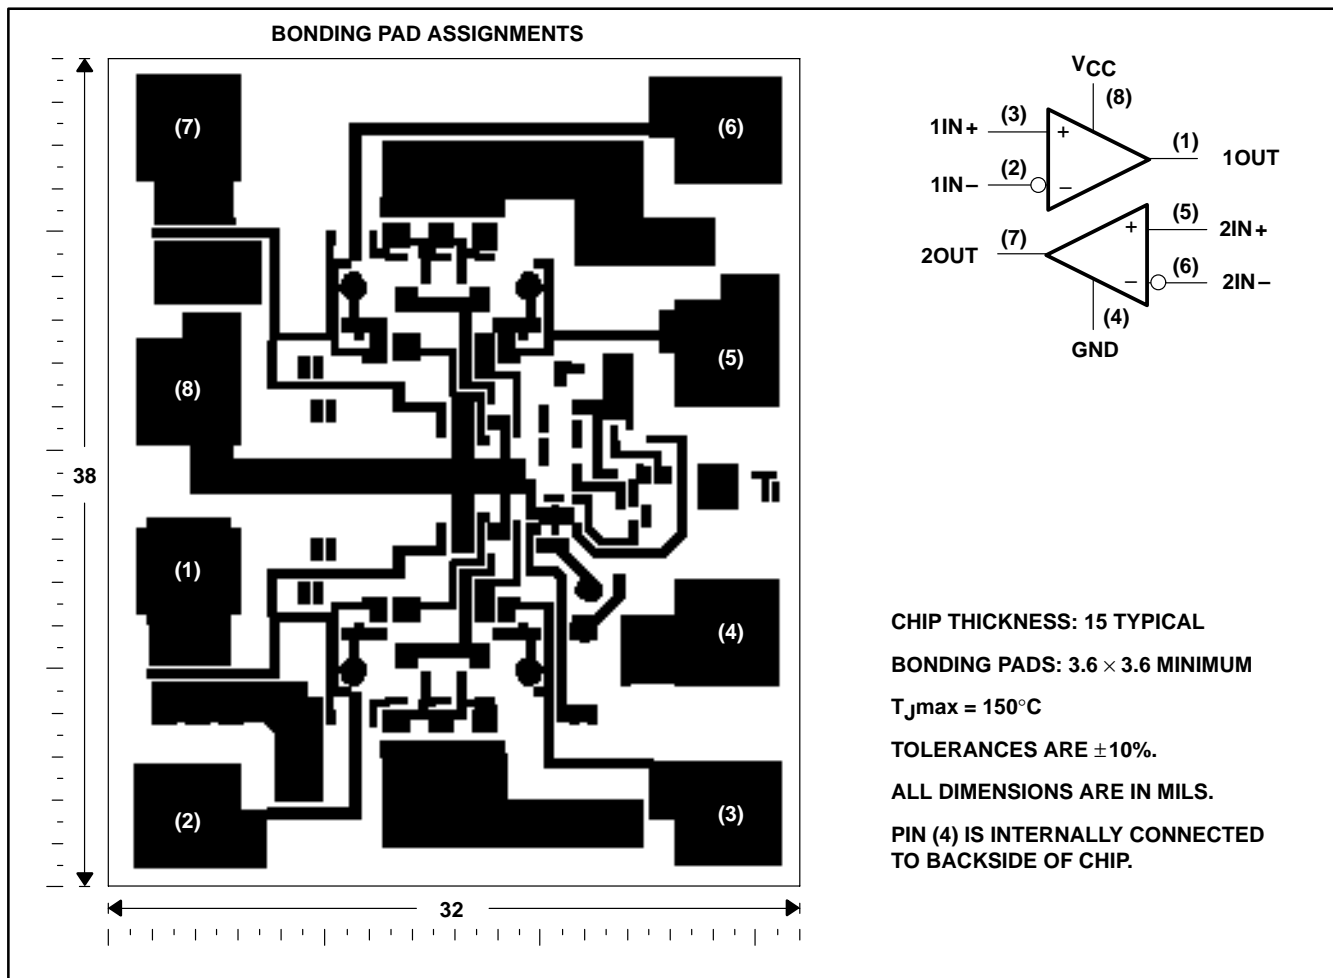 BONDING PAD ASSIGNMENTS
(7)
(6)
(5)
(8)
(1)
(4)
(2)
(3)
38
32
VCC
(8)
(3)
1IN+
+
(1)
1OUT
(2)
1IN−
−
(5)
2IN+
+
(7)
2OUT
(6)
2IN−
−
(4)
GND
CHIP THICKNESS: 15 TYPICAL
BONDING PADS: 3.6 × 3.6 MINIMUM
TJmax = 150°C
TOLERANCES ARE ±10%.
ALL DIMENSIONS ARE IN MILS.
PIN (4) IS INTERNALLY CONNECTED
TO BACKSIDE OF CHIP.